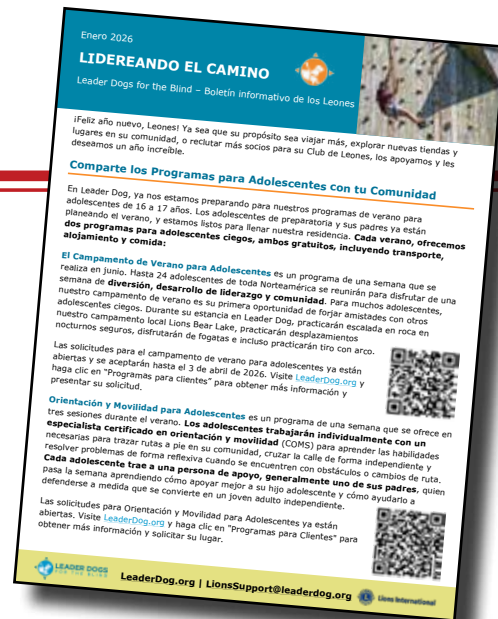 Enero 2026
LIDEREANDO EL CAMINO
Leader Dogs for the Blind – Boletín informativo de los Leones
¡Feliz año nuevo, Leones! Ya sea que su propósito sea viajar más, explorar nuevas tiendas y
lugares en su comunidad, o reclutar más socios para su Club de Leones, los apoyamos y les
deseamos un año increíble.
Comparte los Programas para Adolescentes con tu Comunidad
En Leader Dog, ya nos estamos preparando para nuestros programas de verano para
adolescentes de 16 a 17 años. Los adolescentes de preparatoria y sus padres ya están
planeando el verano, y estamos listos para llenar nuestra residencia. Cada verano, ofrecemos
dos programas para adolescentes ciegos, ambos gratuitos, incluyendo transporte,
alojamiento y comida:
El Campamento de Verano para Adolescentes es un programa de una semana que se
realiza en junio. Hasta 24 adolescentes de toda Norteamérica se reunirán para disfrutar de una
semana de diversión, desarrollo de liderazgo y comunidad. Para muchos adolescentes,
nuestro campamento de verano es su primera oportunidad de forjar amistades con otros
adolescentes ciegos. Durante su estancia en Leader Dog, practicarán escalada en roca en
nuestro campamento local Lions Bear Lake, practicarán desplazamientos
nocturnos seguros, disfrutarán de fogatas e incluso practicarán tiro con arco.
Las solicitudes para el campamento de verano para adolescentes ya están
abiertas y se aceptarán hasta el 3 de abril de 2026. Visite LeaderDog.org y
haga clic en "Programas para clientes" para obtener más información y
presentar su solicitud.
Orientación y Movilidad para Adolescentes es un programa de una semana que se ofrece en
tres sesiones durante el verano. Los adolescentes trabajarán individualmente con un
especialista certificado en orientación y movilidad (COMS) para aprender las habilidades
necesarias para trazar rutas a pie en su comunidad, cruzar la calle de forma independiente y
resolver problemas de forma reflexiva cuando se encuentren con obstáculos o cambios de ruta.
Cada adolescente trae a una persona de apoyo, generalmente uno de sus padres, quien
pasa la semana aprendiendo cómo apoyar mejor a su hijo adolescente y cómo ayudarlo a
defenderse a medida que se convierte en un joven adulto independiente.
Las solicitudes para Orientación y Movilidad para Adolescentes ya están
abiertas. Visite LeaderDog.org y haga clic en "Programas para Clientes" para
obtener más información y solicitar su lugar.
LEADER DOGS
FOR THE BLIND
LeaderDog.org | LionsSupport@leaderdog.org
Lions International